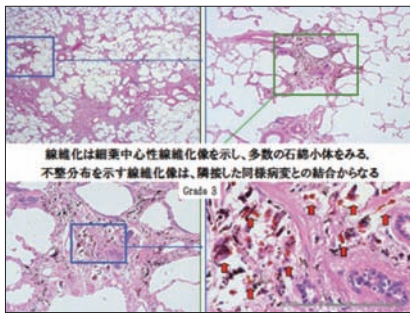 線維化は細葉中心性線維化像を示し、多数の石綿小体をみる、
不整分布を示す線維化像は、隣接した同様病変との結合からなる
Grade 3